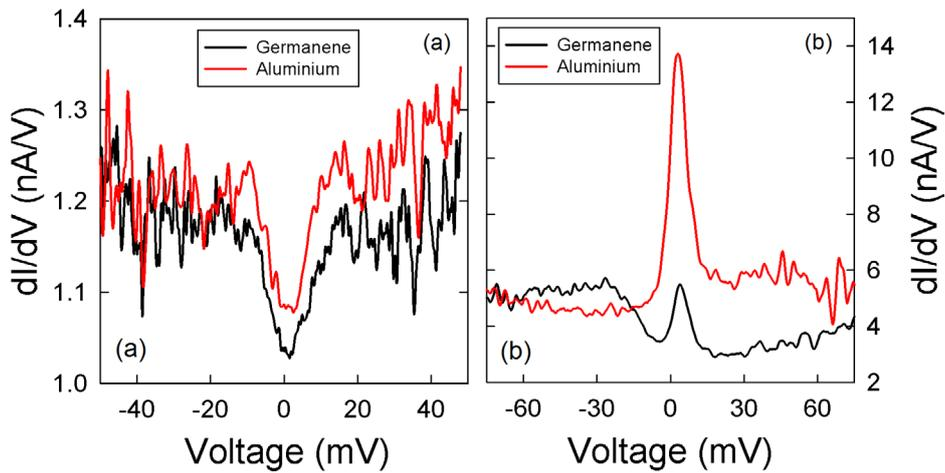 1.4
1.3
1.2
1.1
1.0
dI/dV (nA/V)
Germanene
Aluminium
(a)
(a)
-40 -20 0 20 40
Voltage (mV)
Germanene
Aluminium
(b)
(b)
14
12
10
8
6
4
2
dI/dV (nA/V)
-60 -30 0 30 60
Voltage (mV)